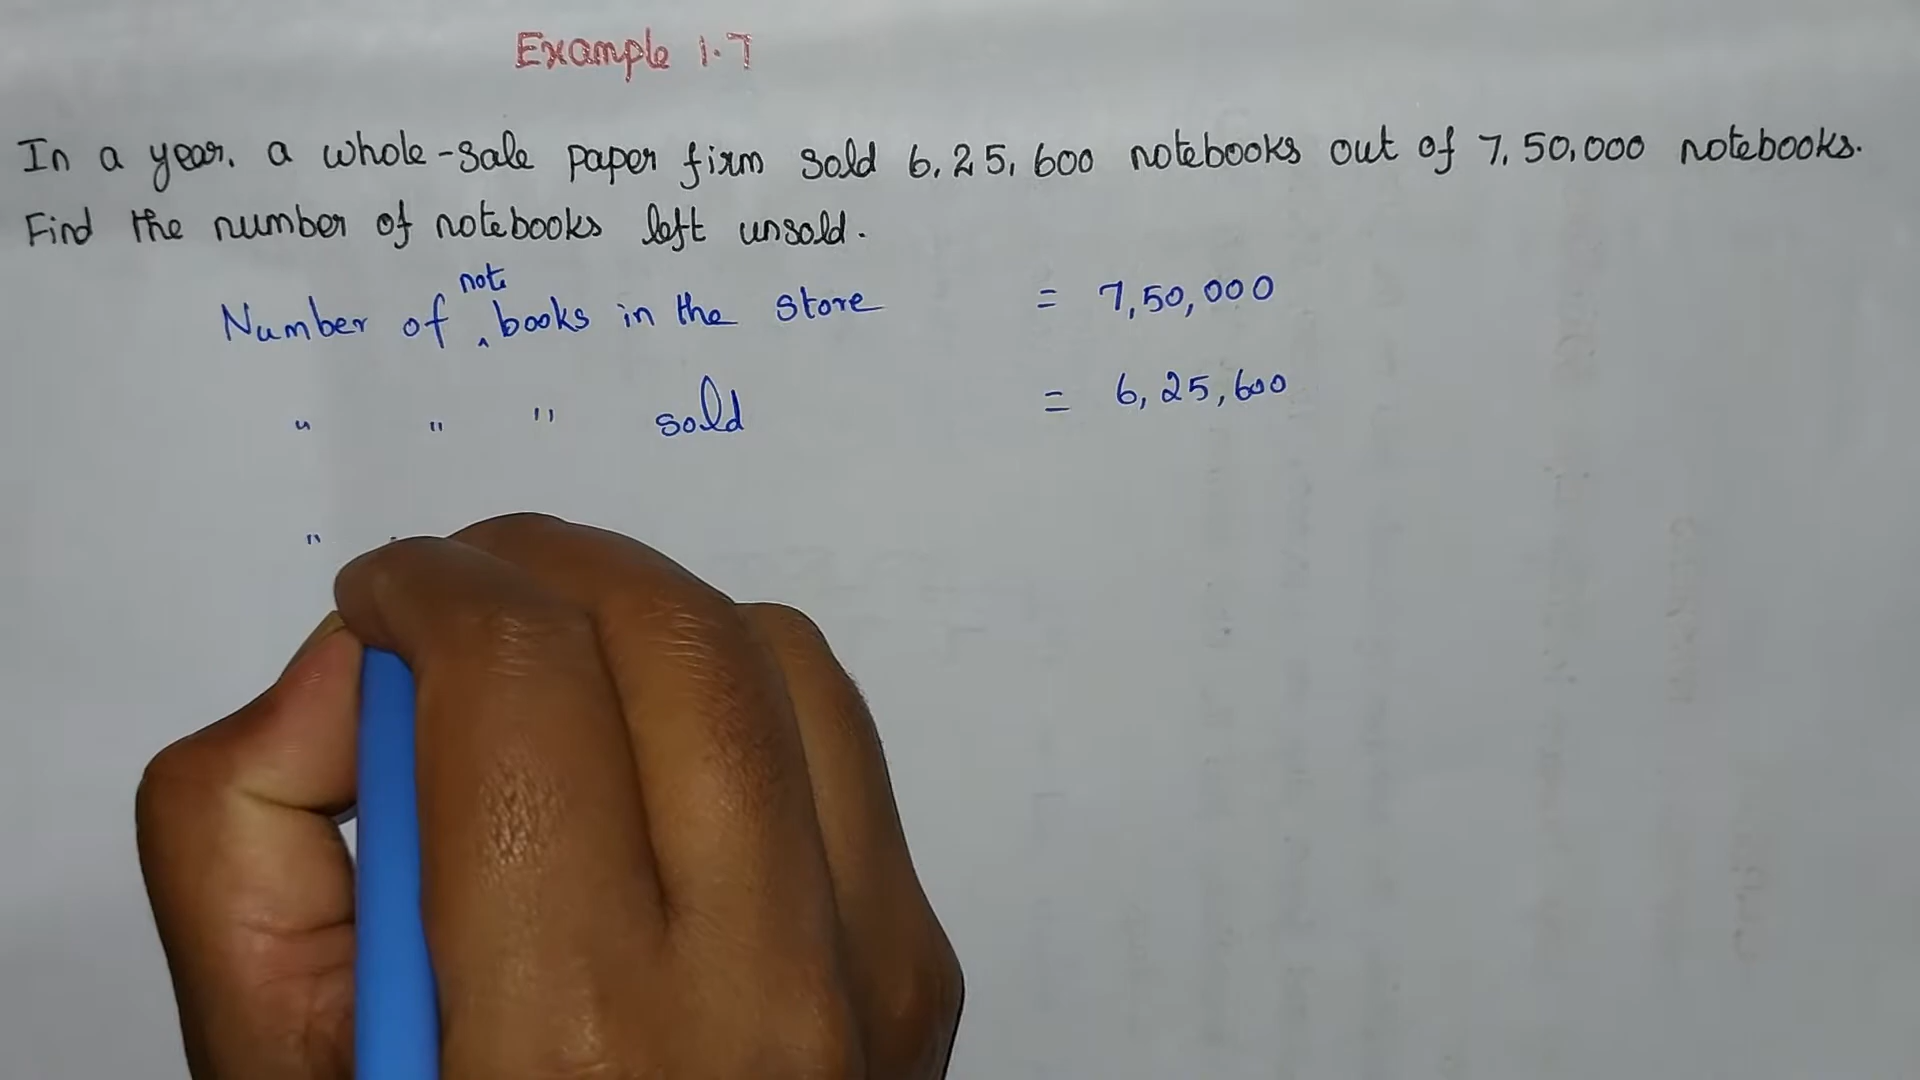 Example 1.7
In a year, a whole-sale paper firm sold 6,25,600 notebooks out of 7,50,000 notebooks.
Find the number of notebooks left unsold.
Number of ^note books in the store = 7,50,000
" " " sold = 6,25,600
"